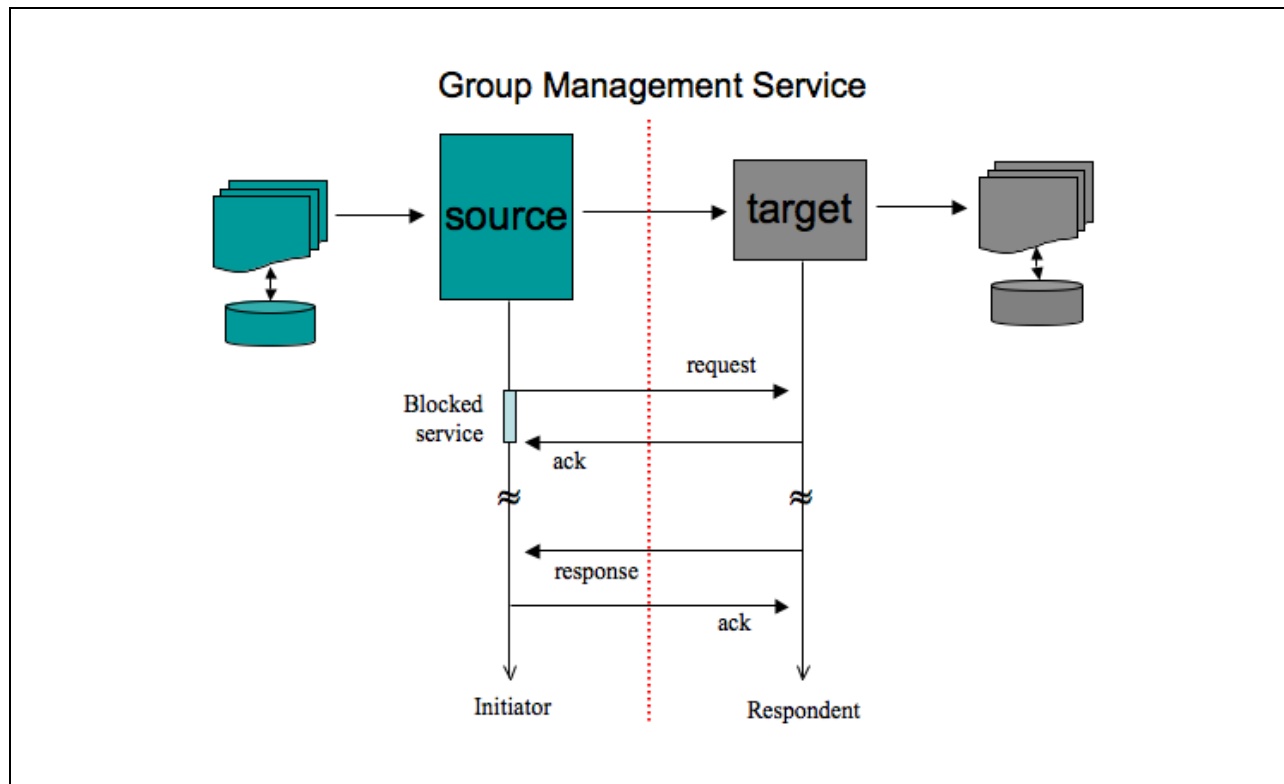 Group Management Service
source
target
request
Blocked
service
ack
≈
≈
response
ack
Initiator
Respondent